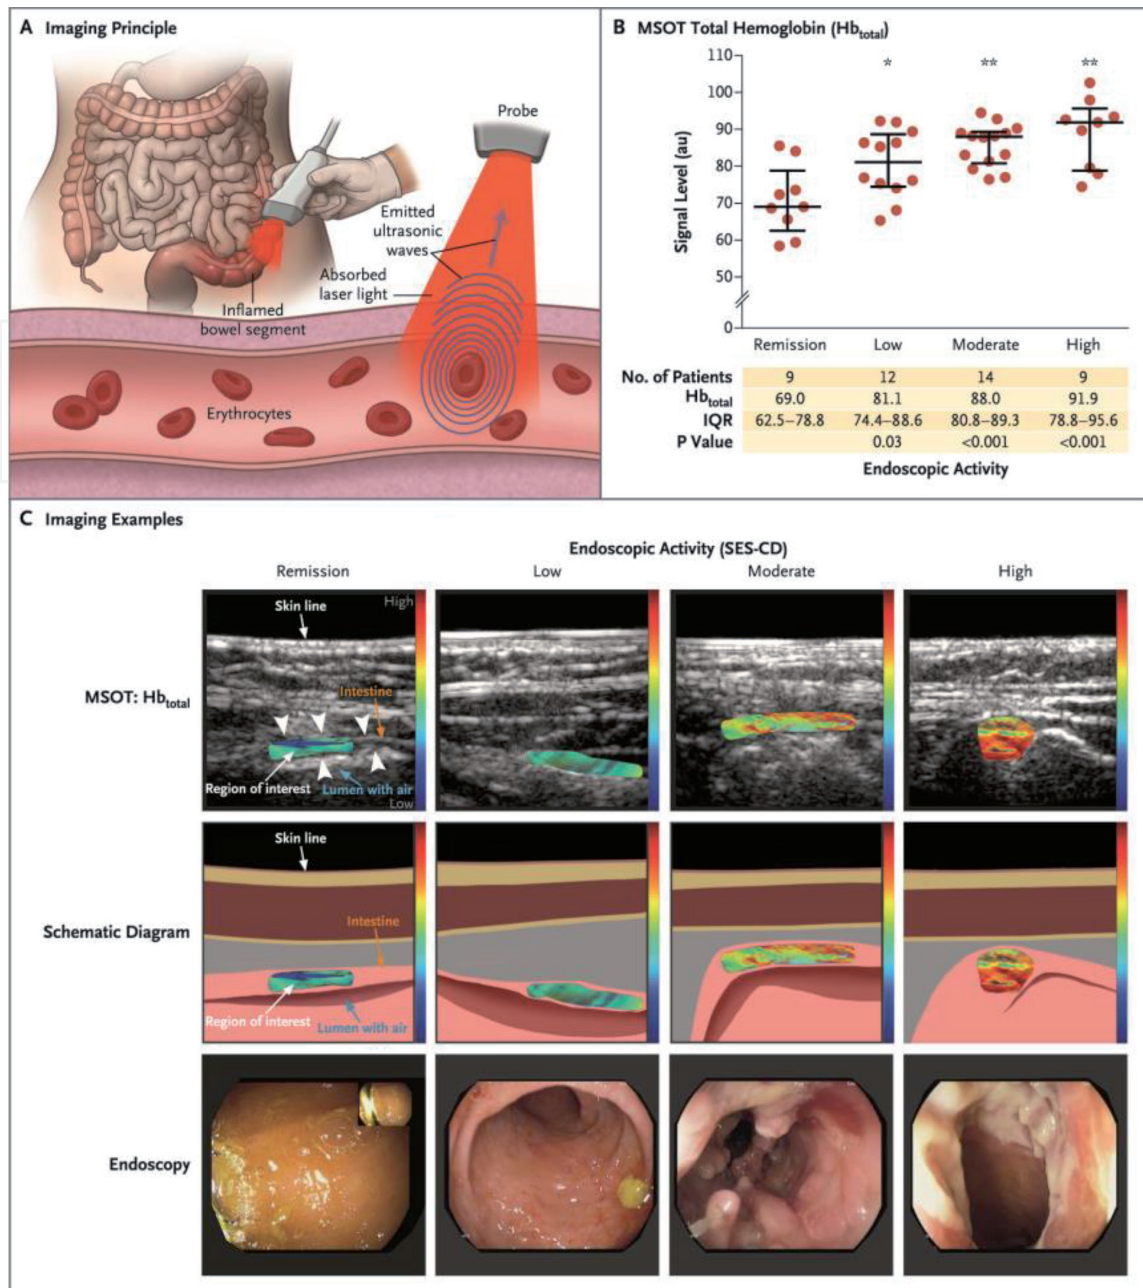 A Imaging Principle
Probe
Emitted
ultrasonic
waves
Absorbed
laser light
Inflamed
bowel segment
Erythrocytes
B MSOT Total Hemoglobin (Hbtotal)
Signal Level (au)
110
100
90
80
70
60
50
0
* ** **
Remission Low Moderate High
No. of Patients 9 12 14 9
Hbtotal 69.0 81.1 88.0 91.9
IQR 62.5–78.8 74.4–88.6 80.8–89.3 78.8–95.6
P Value 0.03 <0.001 <0.001
Endoscopic Activity
C Imaging Examples
Endoscopic Activity (SES-CD)
Remission Low Moderate High
MSOT: Hbtotal
Skin line
High
Intestine
Region of interest
Lumen with air
Low
Schematic Diagram
Skin line
Intestine
Region of interest
Lumen with air
Endoscopy